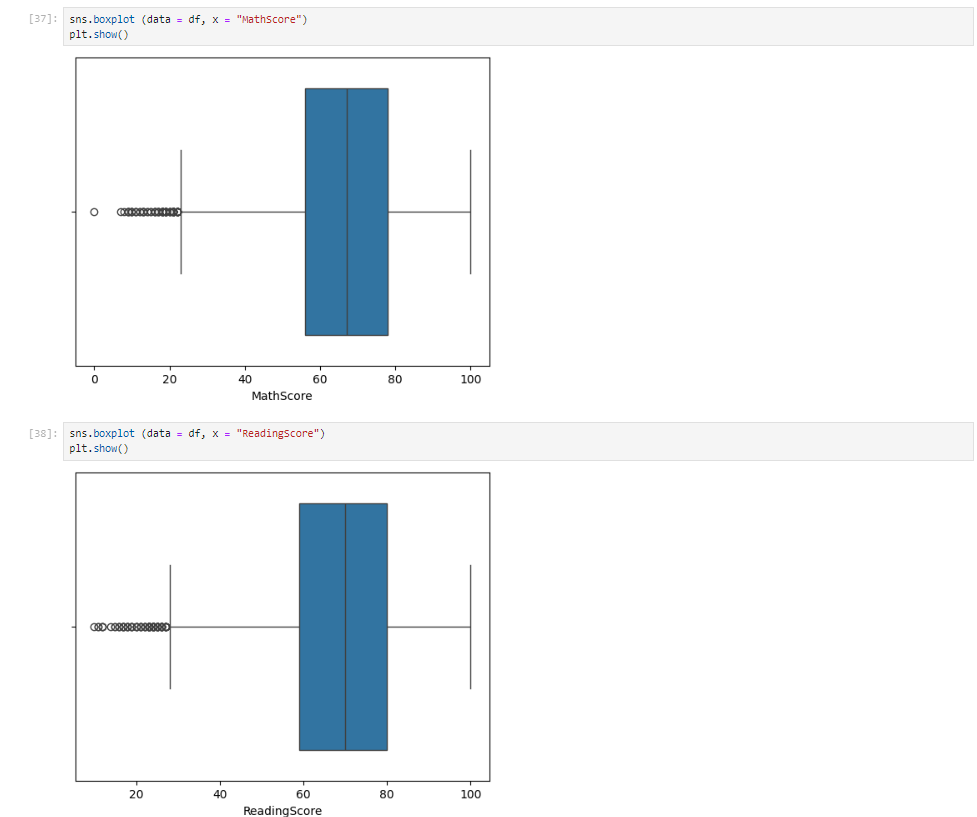 [37]: sns.boxplot (data = df, x = "MathScore")
plt.show()
0 20 40 60 80 100
MathScore
[38]: sns.boxplot (data = df, x = "ReadingScore")
plt.show()
20 40 60 80 100
ReadingScore